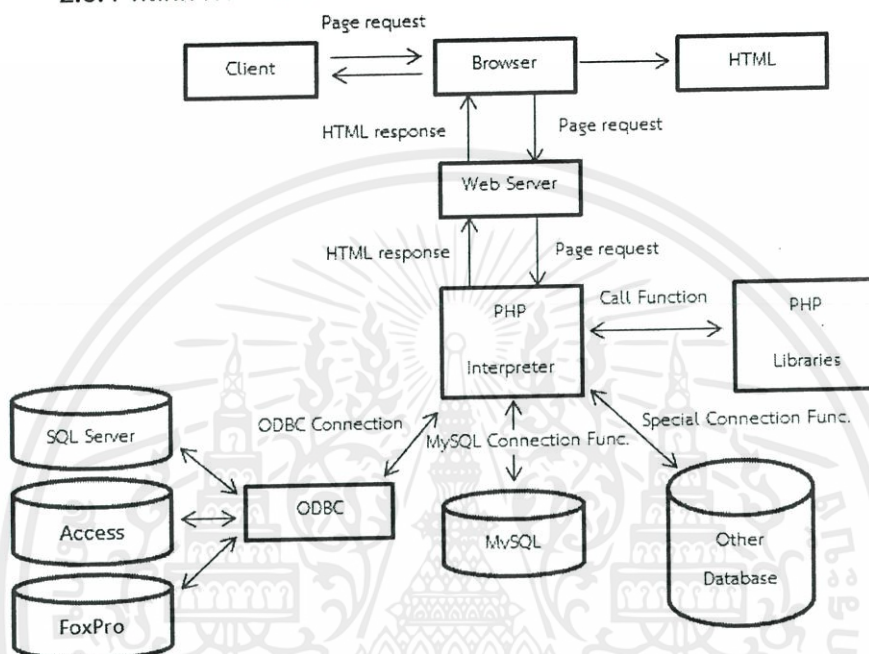 Page request
Client
Browser
HTML
HTML response
Page request
Web Server
HTML response
Page request
PHP
Interpreter
Call Function
PHP
Libraries
SQL Server
Access
FoxPro
ODBC Connection
ODBC
MySQL Connection Func.
MySQL
Special Connection Func.
Other
Database